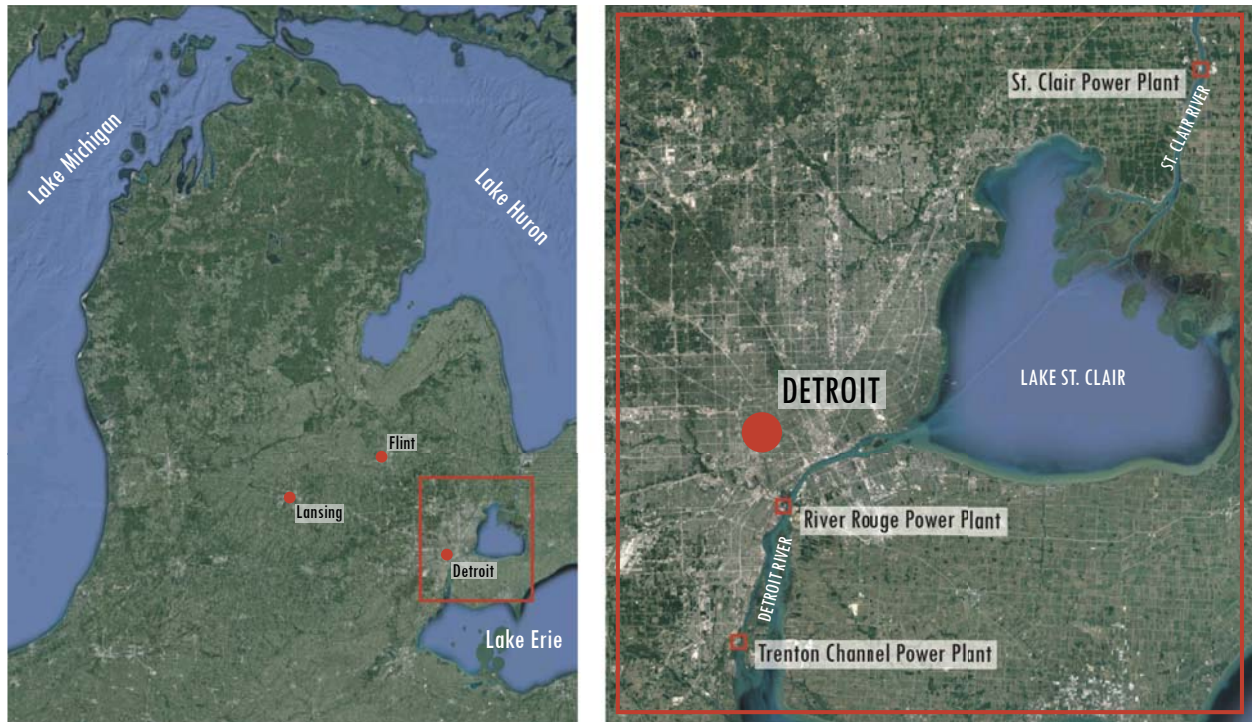 Lake Michigan
Lake Huron
Flint
Lansing
Detroit
Lake Erie
St. Clair Power Plant
ST. CLAIR RIVER
LAKE ST. CLAIR
DETROIT
River Rouge Power Plant
DETROIT RIVER
Trenton Channel Power Plant